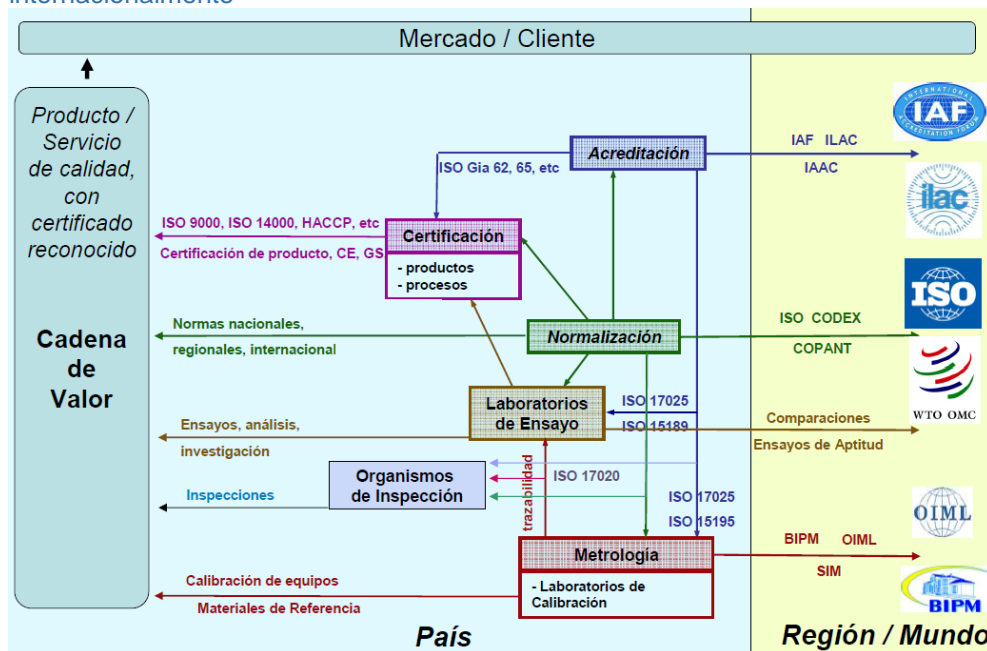 internacionalmente
Mercado / Cliente
Producto /
Servicio
de calidad,
con
certificado
reconocido
Cadena
de
Valor
Acreditación
IAF ILAC
IAAC
ISO Gia 62, 65, etc
ISO 9000, ISO 14000, HACCP, etc
Certificación de producto, CE, GS
Certificación
- productos
- procesos
Normas nacionales,
regionales, internacional
Normalización
ISO CODEX
COPANT
Laboratorios
de Ensayo
ISO 17025
ISO 15189
Ensayos, análisis,
investigación
Comparaciones
Ensayos de Aptitud
Organismos
de Inspección
ISO 17020
Inspecciones
trazabilidad
ISO 17025
ISO 15195
Metrología
- Laboratorios de
Calibración
BIPM OIML
SIM
Calibración de equipos
Materiales de Referencia
País
Región / Mundo
INTERNATIONAL
IAF
ACCREDITATION FORUM
ilac
ISO
WTO OMC
OIML
BIPM